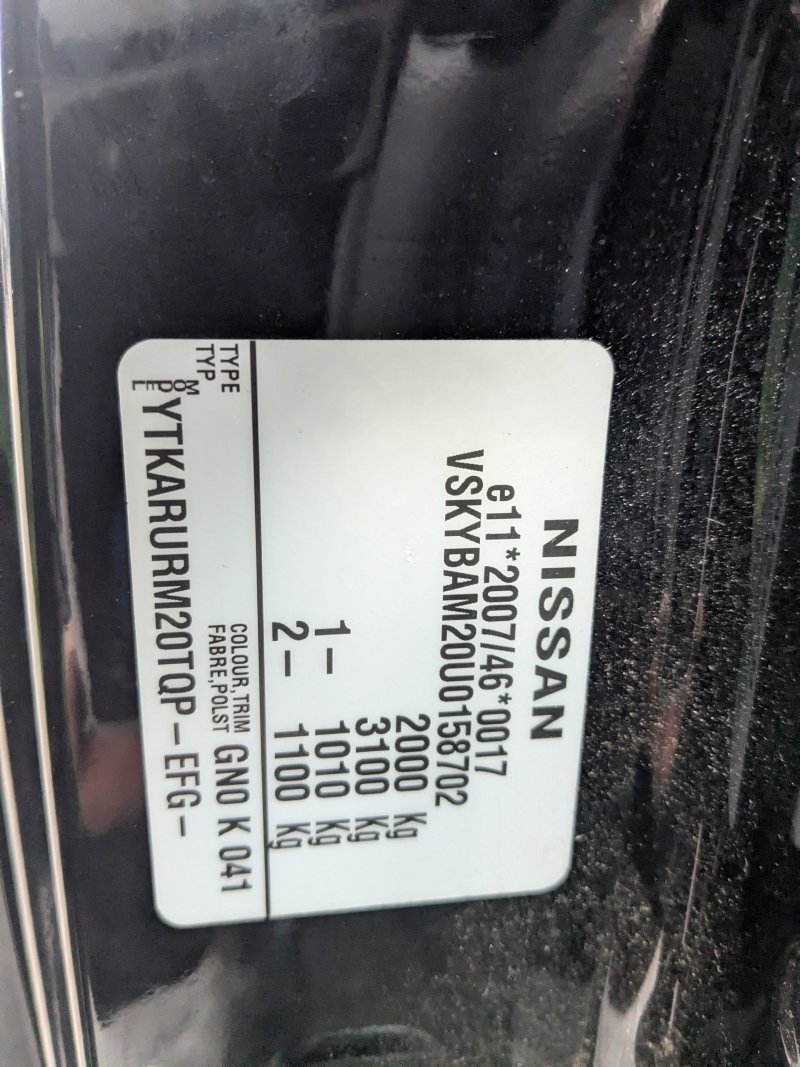 NISSAN
e11*2007/46*0017
VSKYBAM20U0158702
2000 Kg
3100 Kg
1- 1010 Kg
2- 1100 Kg
TYPE
TYP
COLOUR,TRIM
FABRE,POLST
GN0 K 041
MODEL
YTKARURM20TQP-EFG-